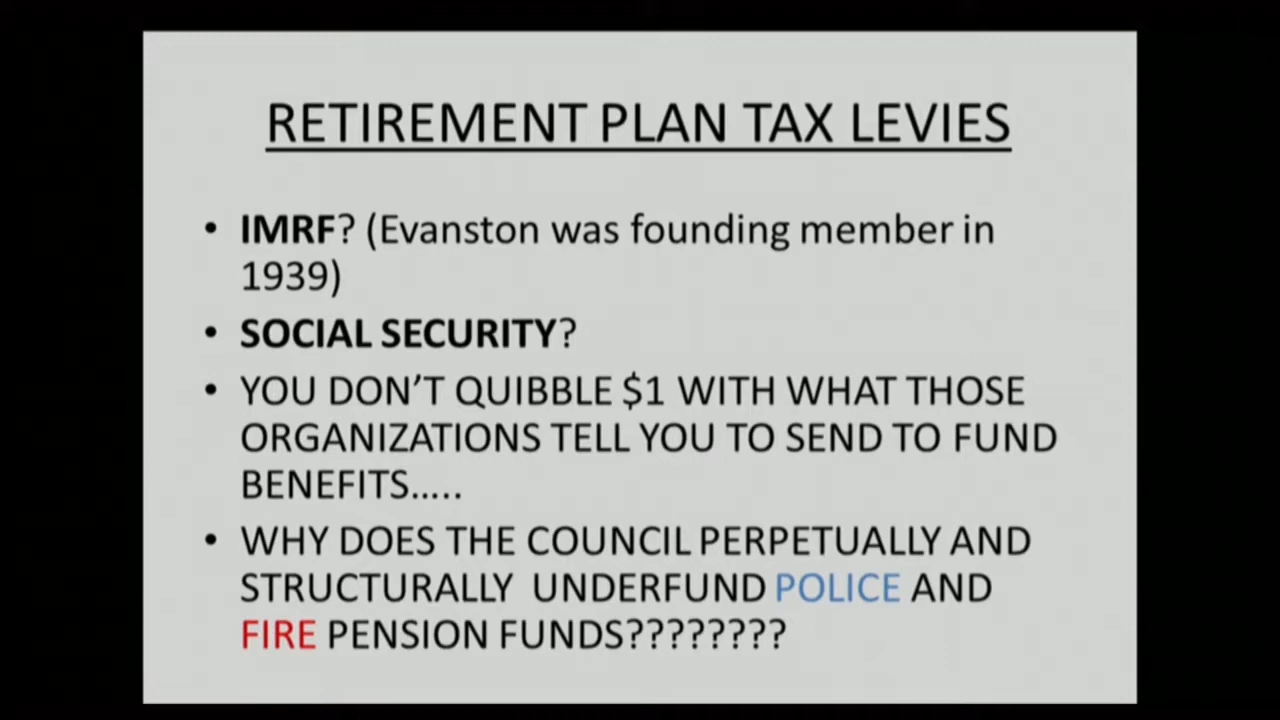 RETIREMENT PLAN TAX LEVIES
• IMRF? (Evanston was founding member in
1939)
• SOCIAL SECURITY?
• YOU DON’T QUIBBLE $1 WITH WHAT THOSE
ORGANIZATIONS TELL YOU TO SEND TO FUND
BENEFITS…..
• WHY DOES THE COUNCIL PERPETUALLY AND
STRUCTURALLY UNDERFUND POLICE AND
FIRE PENSION FUNDS????????